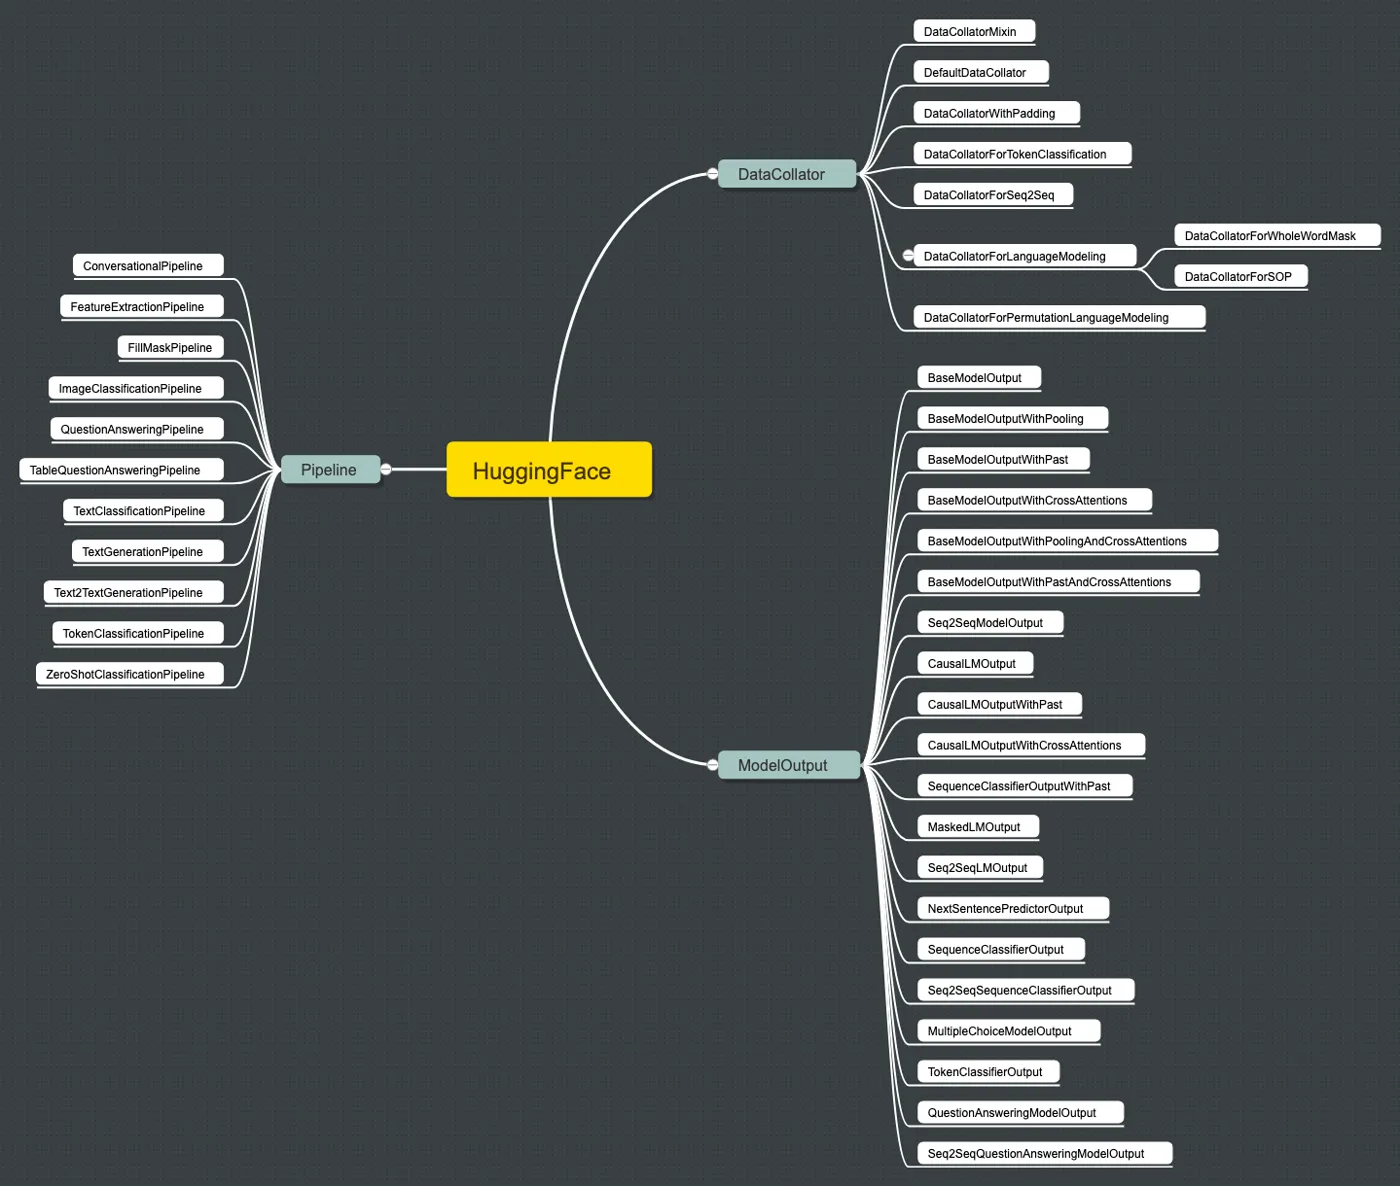 HuggingFace
Pipeline
ConversationalPipeline
FeatureExtractionPipeline
FillMaskPipeline
ImageClassificationPipeline
QuestionAnsweringPipeline
TableQuestionAnsweringPipeline
TextClassificationPipeline
TextGenerationPipeline
Text2TextGenerationPipeline
TokenClassificationPipeline
ZeroShotClassificationPipeline
DataCollator
DataCollatorMixin
DefaultDataCollator
DataCollatorWithPadding
DataCollatorForTokenClassification
DataCollatorForSeq2Seq
DataCollatorForLanguageModeling
DataCollatorForWholeWordMask
DataCollatorForSOP
DataCollatorForPermutationLanguageModeling
ModelOutput
BaseModelOutput
BaseModelOutputWithPooling
BaseModelOutputWithPast
BaseModelOutputWithCrossAttentions
BaseModelOutputWithPoolingAndCrossAttentions
BaseModelOutputWithPastAndCrossAttentions
Seq2SeqModelOutput
CausalLMOutput
CausalLMOutputWithPast
CausalLMOutputWithCrossAttentions
SequenceClassifierOutputWithPast
MaskedLMOutput
Seq2SeqLMOutput
NextSentencePredictorOutput
SequenceClassifierOutput
Seq2SeqSequenceClassifierOutput
MultipleChoiceModelOutput
TokenClassifierOutput
QuestionAnsweringModelOutput
Seq2SeqQuestionAnsweringModelOutput